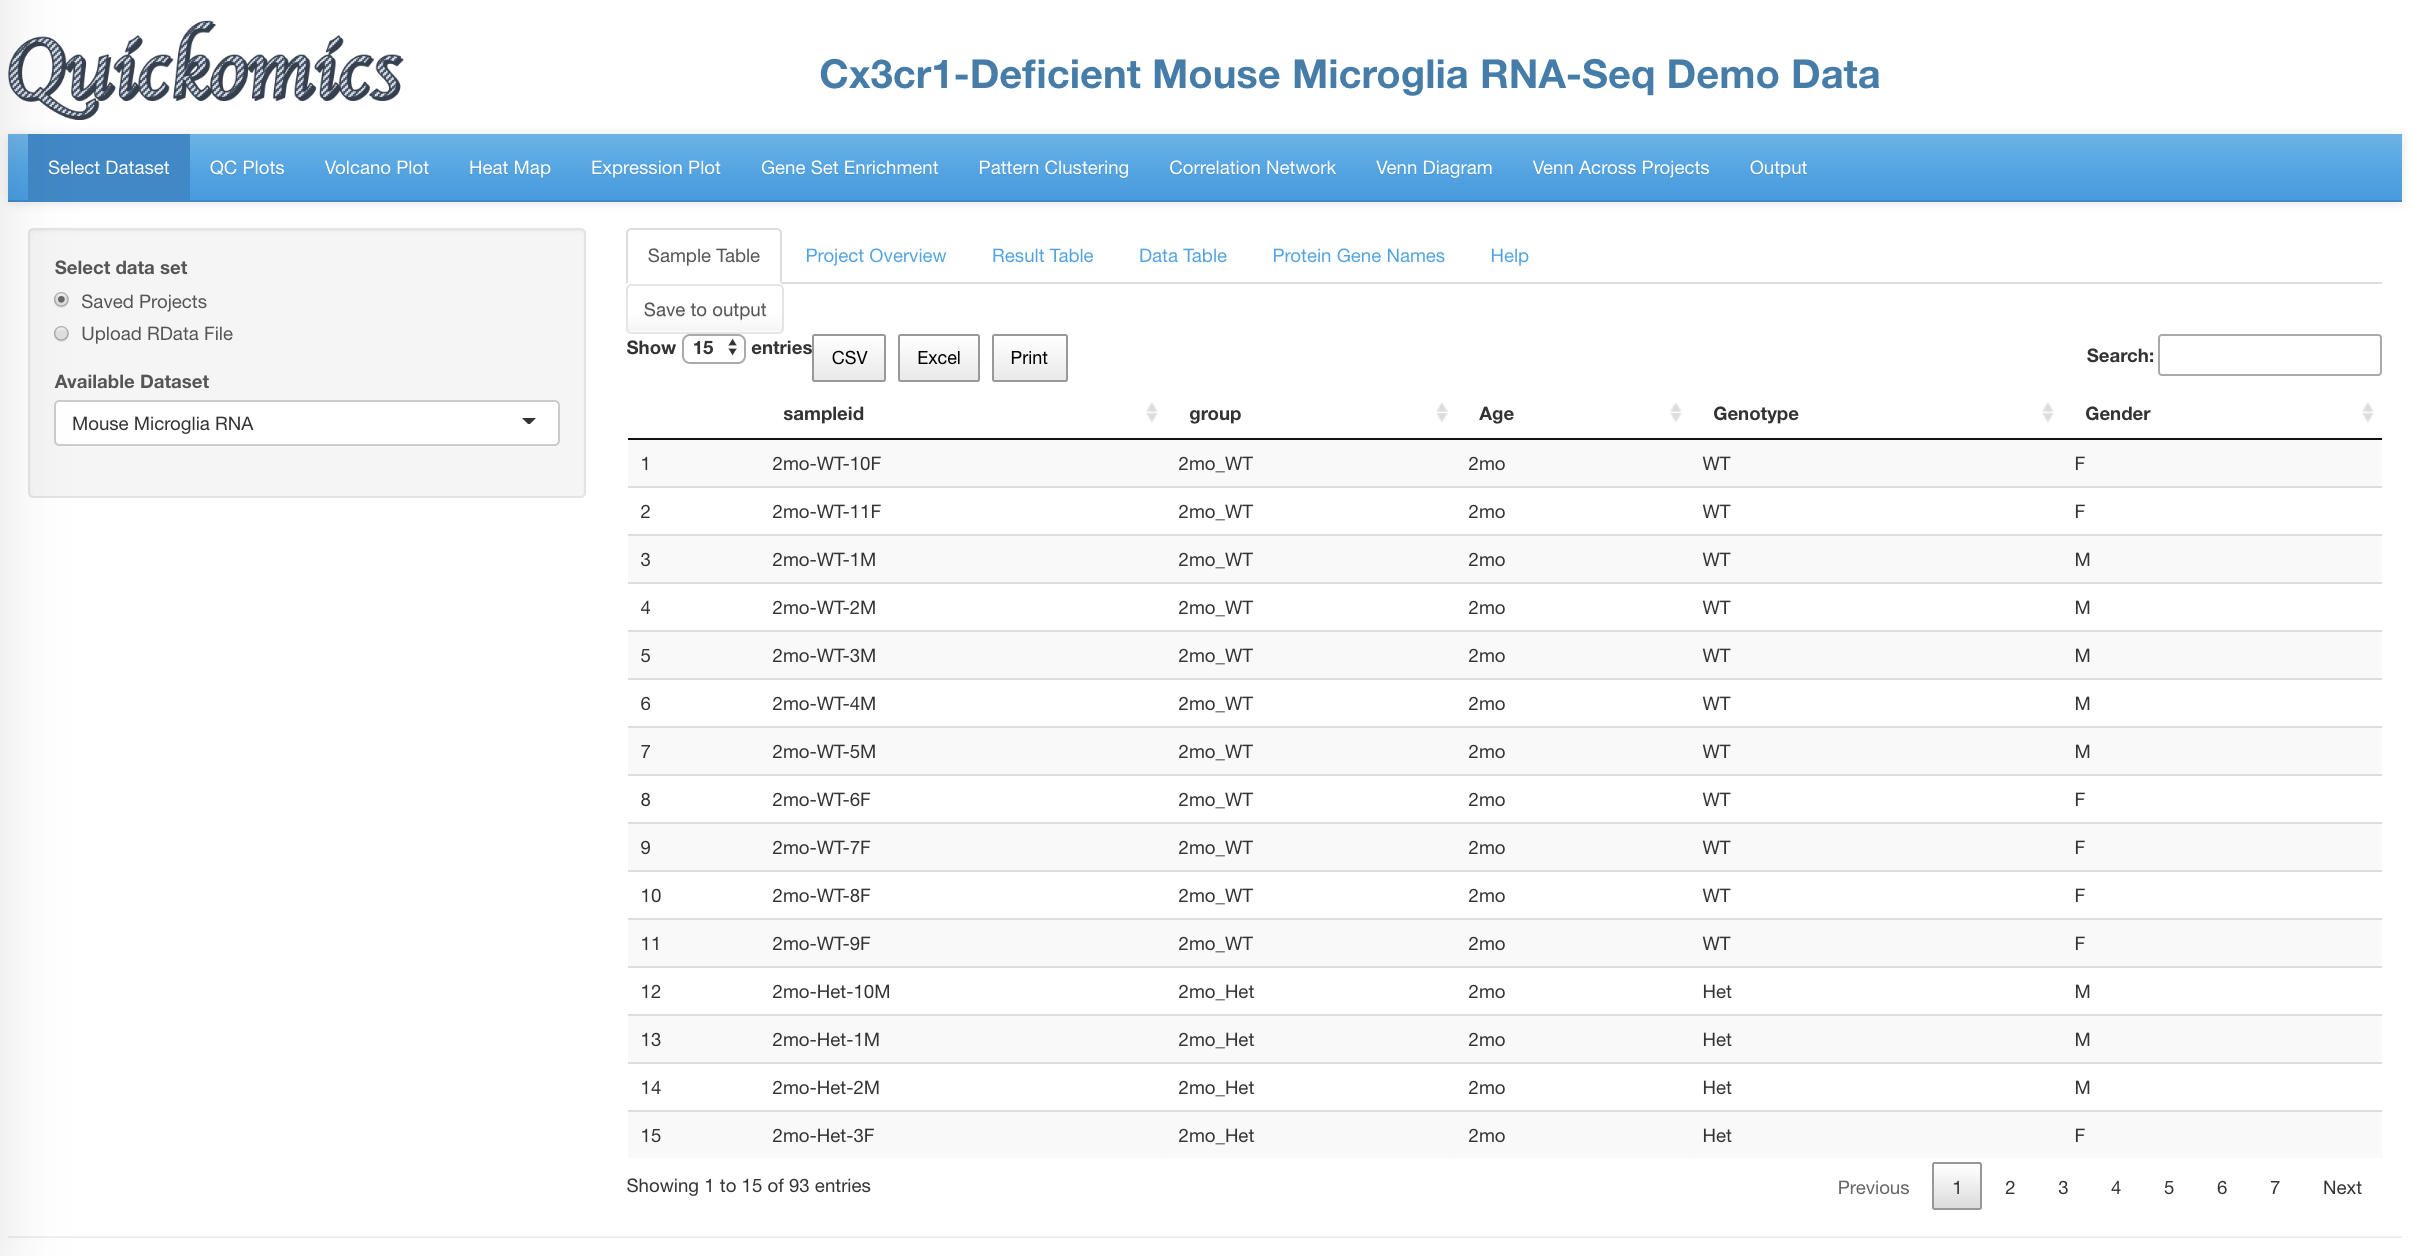 Quickomics
Cx3cr1-Deficient Mouse Microglia RNA-Seq Demo Data
Select Dataset QC Plots Volcano Plot Heat Map Expression Plot Gene Set Enrichment Pattern Clustering Correlation Network Venn Diagram Venn Across Projects Output
Select data set
Saved Projects
Upload RData File
Available Dataset
Mouse Microglia RNA
Sample Table Project Overview Result Table Data Table Protein Gene Names Help
Save to output
Show 15 entries CSV Excel Print Search:
sampleid group Age Genotype Gender
1 2mo-WT-10F 2mo_WT 2mo WT F
2 2mo-WT-11F 2mo_WT 2mo WT F
3 2mo-WT-1M 2mo_WT 2mo WT M
4 2mo-WT-2M 2mo_WT 2mo WT M
5 2mo-WT-3M 2mo_WT 2mo WT M
6 2mo-WT-4M 2mo_WT 2mo WT M
7 2mo-WT-5M 2mo_WT 2mo WT M
8 2mo-WT-6F 2mo_WT 2mo WT F
9 2mo-WT-7F 2mo_WT 2mo WT F
10 2mo-WT-8F 2mo_WT 2mo WT F
11 2mo-WT-9F 2mo_WT 2mo WT F
12 2mo-Het-10M 2mo_Het 2mo Het M
13 2mo-Het-1M 2mo_Het 2mo Het M
14 2mo-Het-2M 2mo_Het 2mo Het M
15 2mo-Het-3F 2mo_Het 2mo Het F
Showing 1 to 15 of 93 entries Previous 1 2 3 4 5 6 7 Next